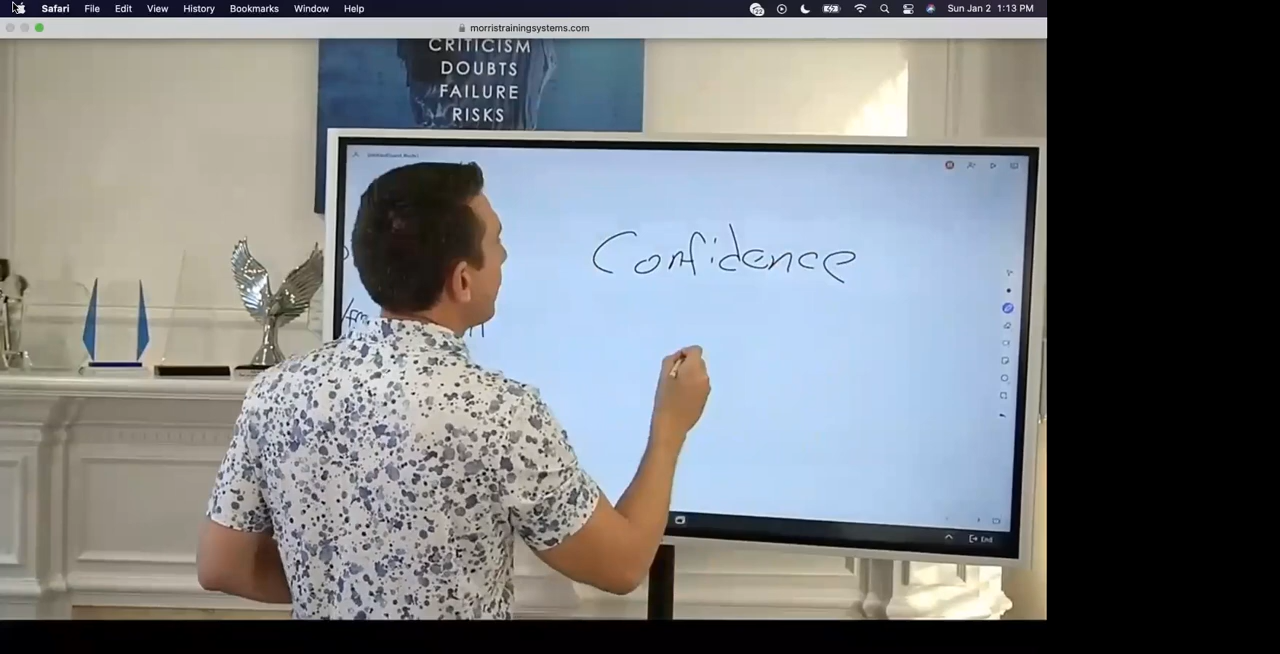 Safari File Edit View History Bookmarks Window Help Sun Jan 2 1:13 PM
morristrainingsystems.com
CRITICISM
DOUBTS
FAILURE
RISKS
Confidence
End